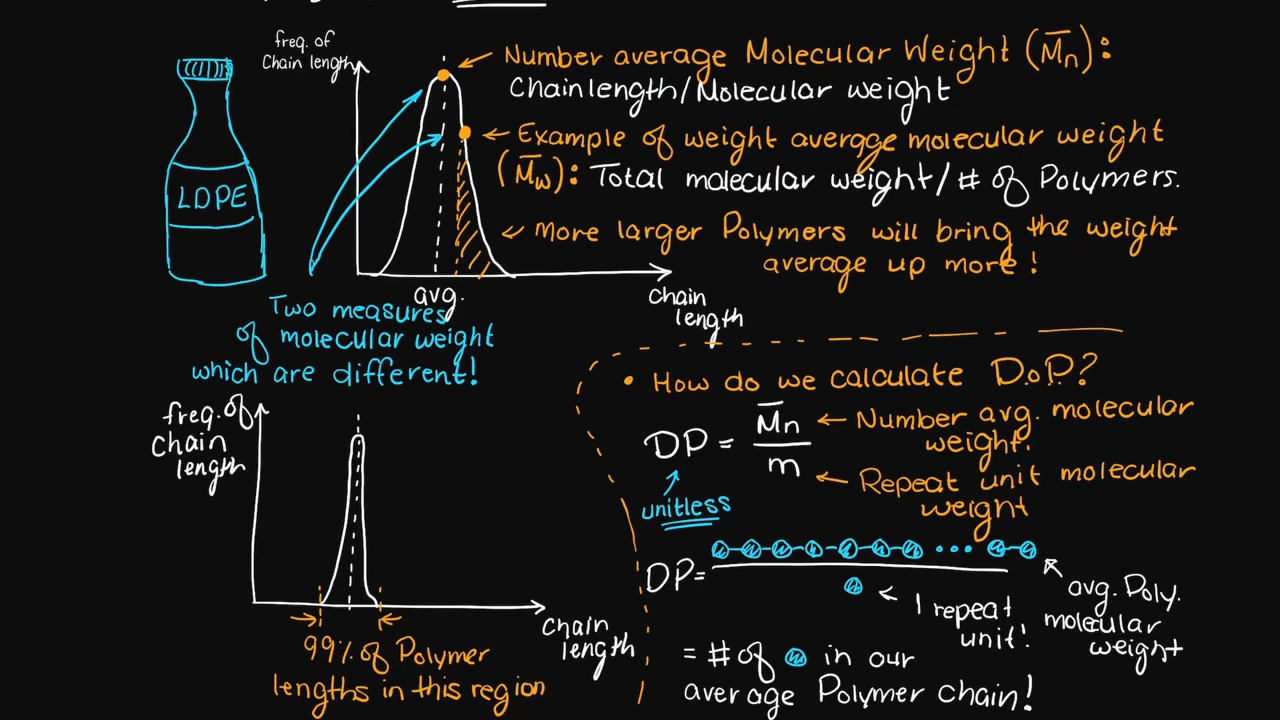 freq. of
Chain length
Number average Molecular Weight (M̄n):
Chain length/Molecular weight
Example of weight average molecular weight
(M̄w): Total molecular weight/# of Polymers.
LDPE
More larger Polymers will bring the weight
average up more!
avg.
chain
length
Two measures
of molecular weight
which are different!
freq. of
chain
length
chain
length
99% of Polymer
lengths in this region
• How do we calculate D.o.P.?
DP = M̄n / m
Number avg. molecular
weight.
Repeat unit molecular
weight
unitless
DP=
...
1 repeat
unit!
avg. Poly.
molecular
weight
= # of in our
average Polymer chain!